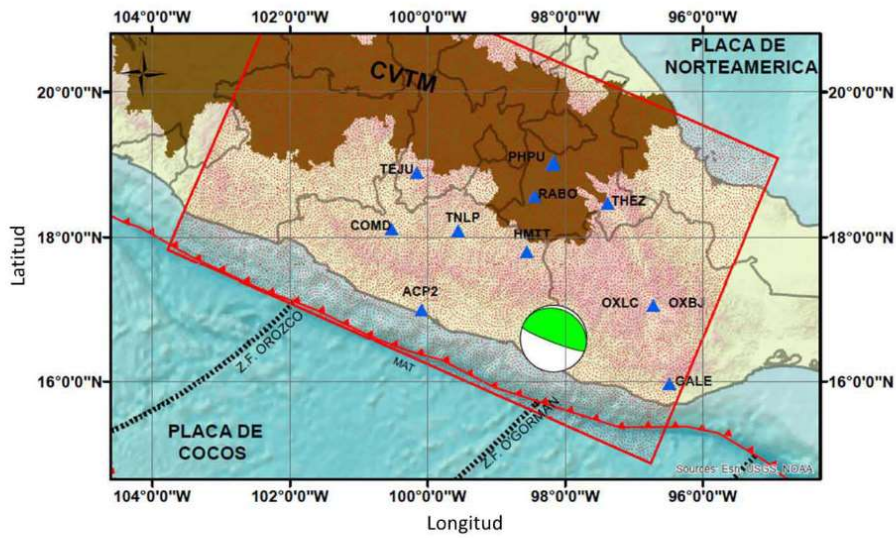 104°0'0"W 102°0'0"W 100°0'0"W 98°0'0"W 96°0'0"W
N
PLACA DE
NORTEAMERICA
CVTM
20°0'0"N 20°0'0"N
PHPU
TEJU
RABO
THEZ
COMD
TNLP
HMTT
18°0'0"N 18°0'0"N
Latitud
ACP2
OXLC OXBJ
Z.F. OROZCO
MAT
16°0'0"N 16°0'0"N
GALE
PLACA DE
COCOS
Z.F. O'GORMAN
Sources: Esri, USGS, NOAA
104°0'0"W 102°0'0"W 100°0'0"W 98°0'0"W 96°0'0"W
Longitud